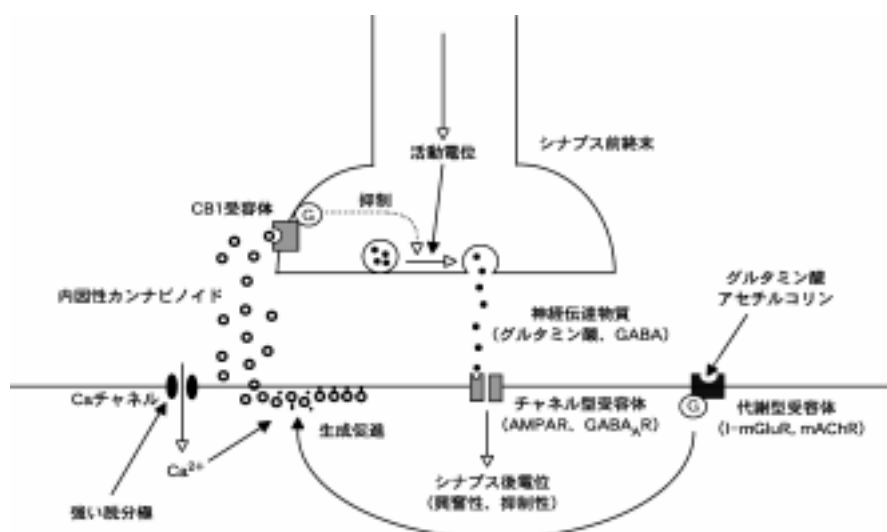 シナプス前終末
活動電位
抑制
CB1受容体
G
グルタミン酸
アセチルコリン
内因性カンナビノイド
神経伝達物質
(グルタミン酸、GABA)
Caチャネル
チャネル型受容体
(AMPAR、GABAAR)
G
代謝型受容体
(I-mGluR, mAChR)
生成促進
Ca2+
シナプス後電位
(興奮性、抑制性)
強い脱分極